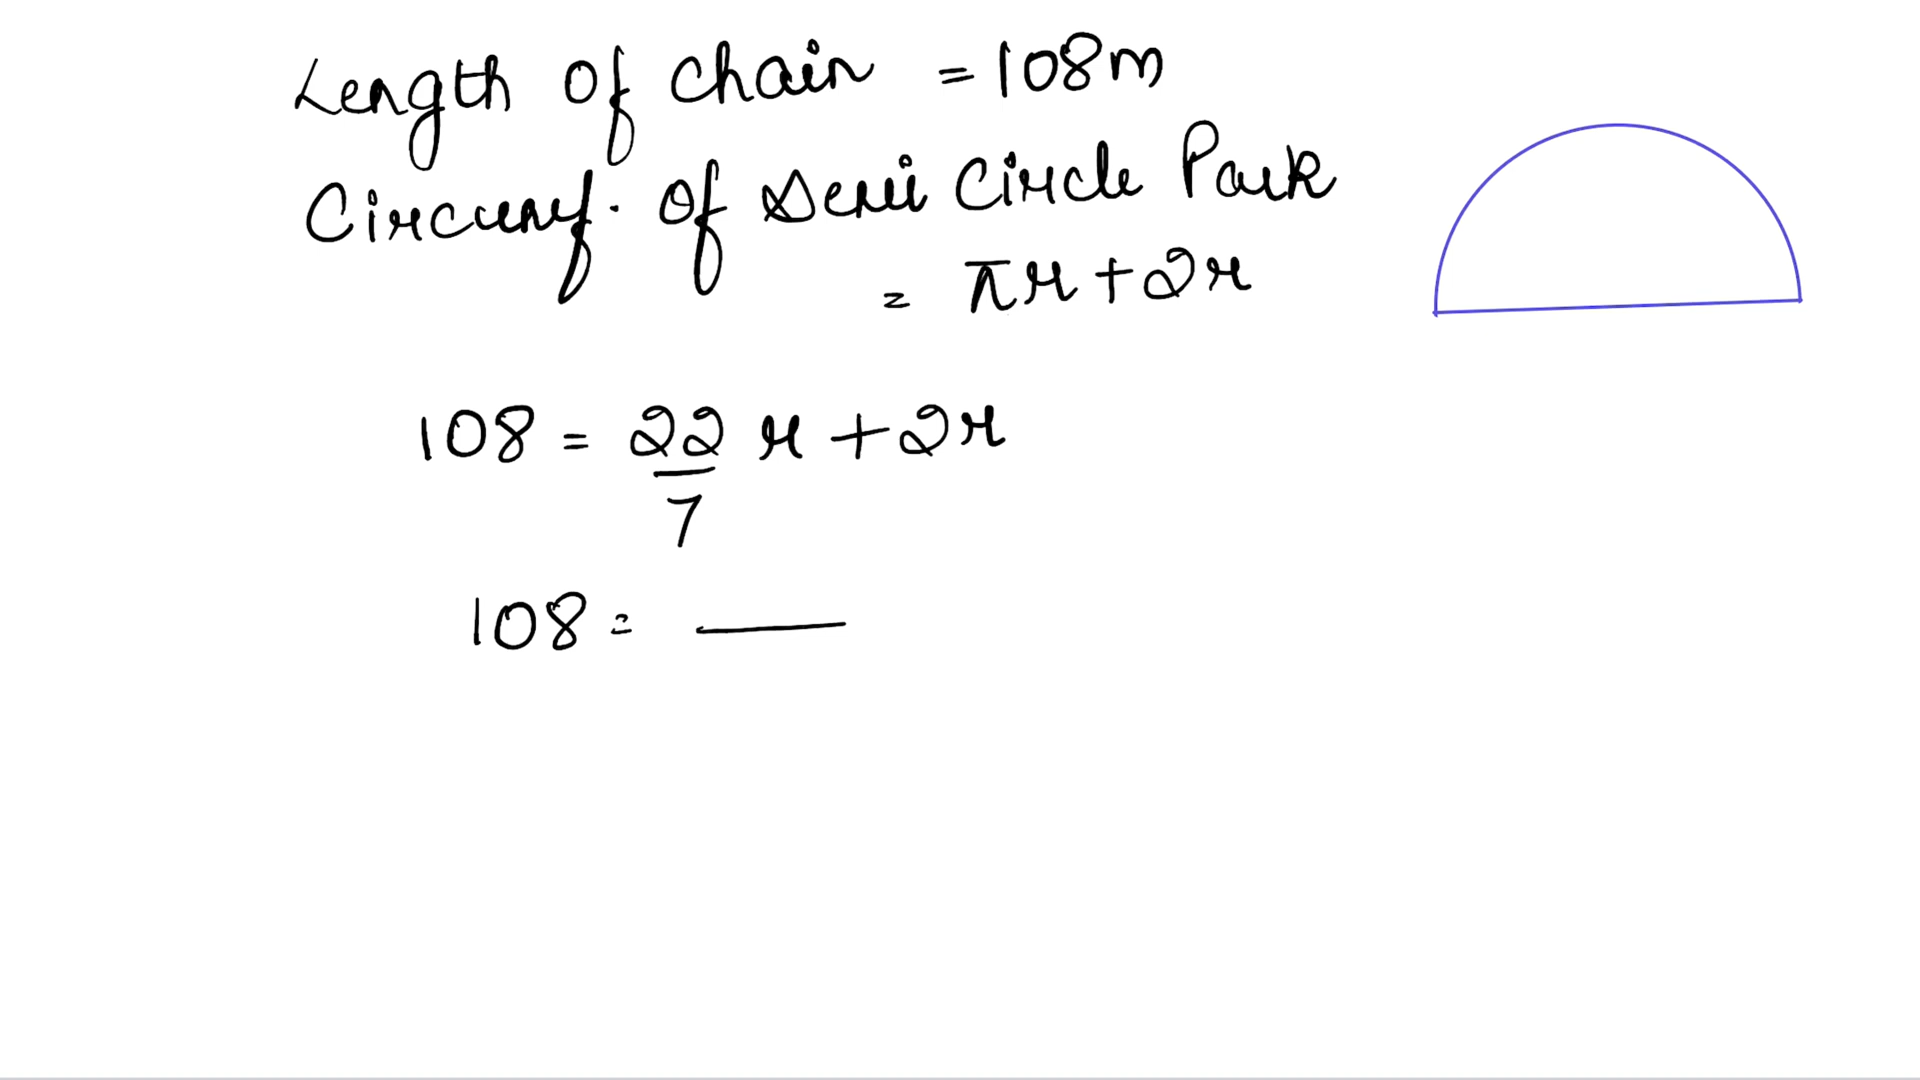 Length of chain = 108m
Circumf. of semi circle Park
= πr + 2r
108 = 22/7 r + 2r
108 =